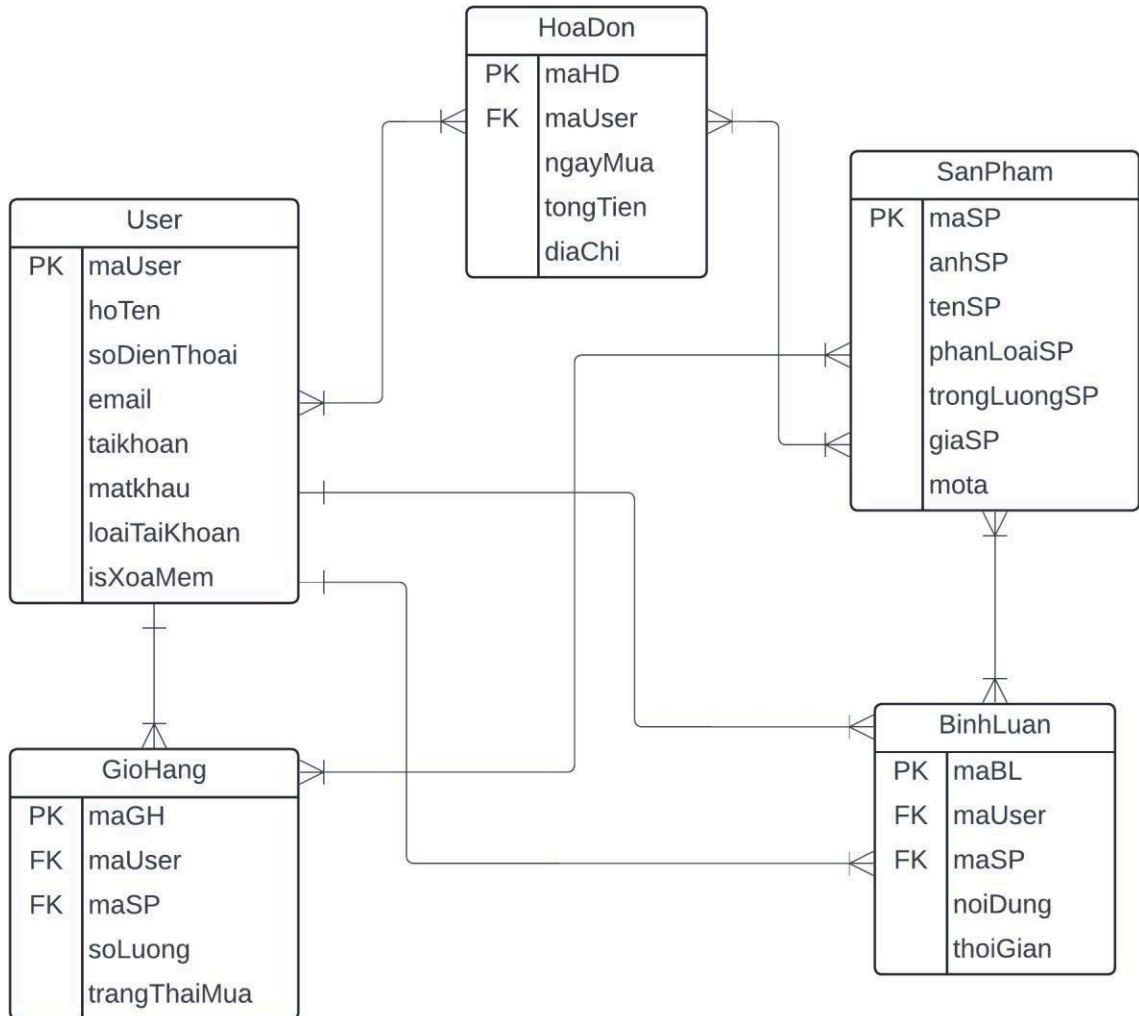 HoaDon
PK maHD
FK maUser
ngayMua
tongTien
diaChi
SanPham
PK maSP
anhSP
tenSP
phanLoaiSP
trongLuongSP
giaSP
mota
User
PK maUser
hoTen
soDienThoai
email
taikhoan
matkhau
loaiTaiKhoan
isXoaMem
GioHang
PK maGH
FK maUser
FK maSP
soLuong
trangThaiMua
BinhLuan
PK maBL
FK maUser
FK maSP
noiDung
thoiGian